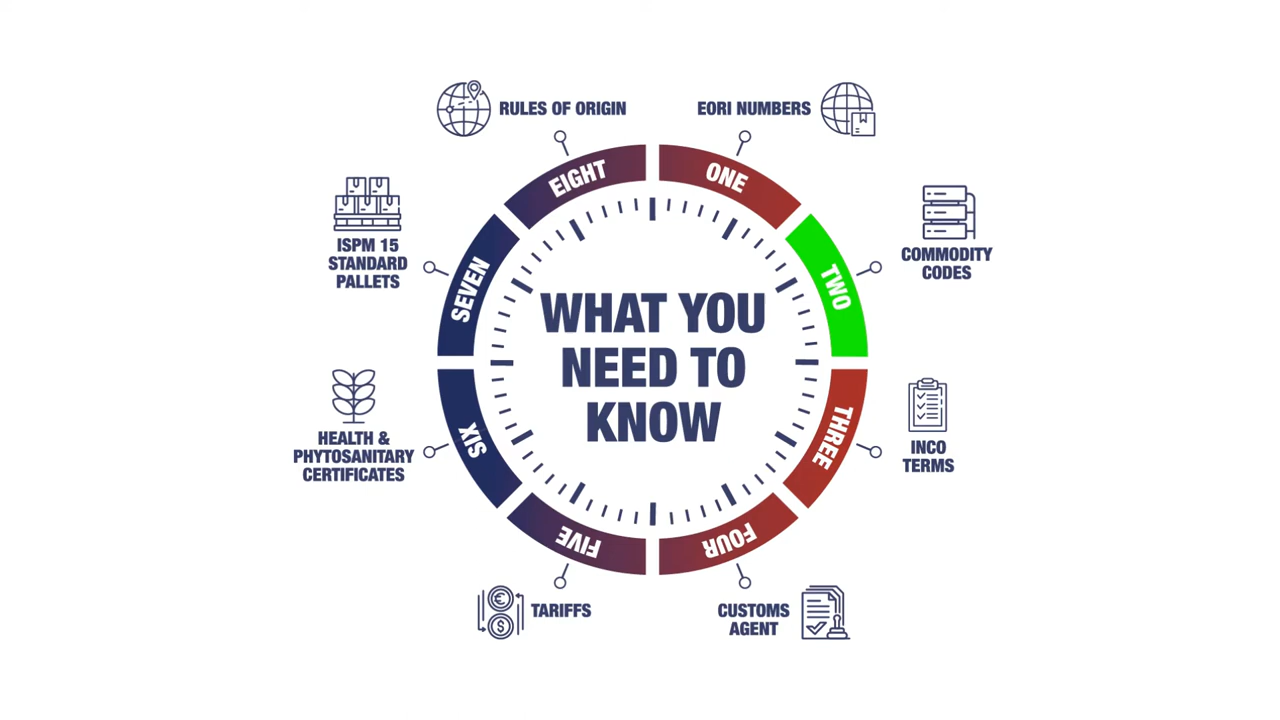 WHAT YOU
NEED TO
KNOW
ONE
EORI NUMBERS
TWO
COMMODITY
CODES
THREE
INCO
TERMS
FOUR
CUSTOMS
AGENT
FIVE
TARIFFS
€
$
SIX
HEALTH &
PHYTOSANITARY
CERTIFICATES
SEVEN
ISPM 15
STANDARD
PALLETS
EIGHT
RULES OF ORIGIN